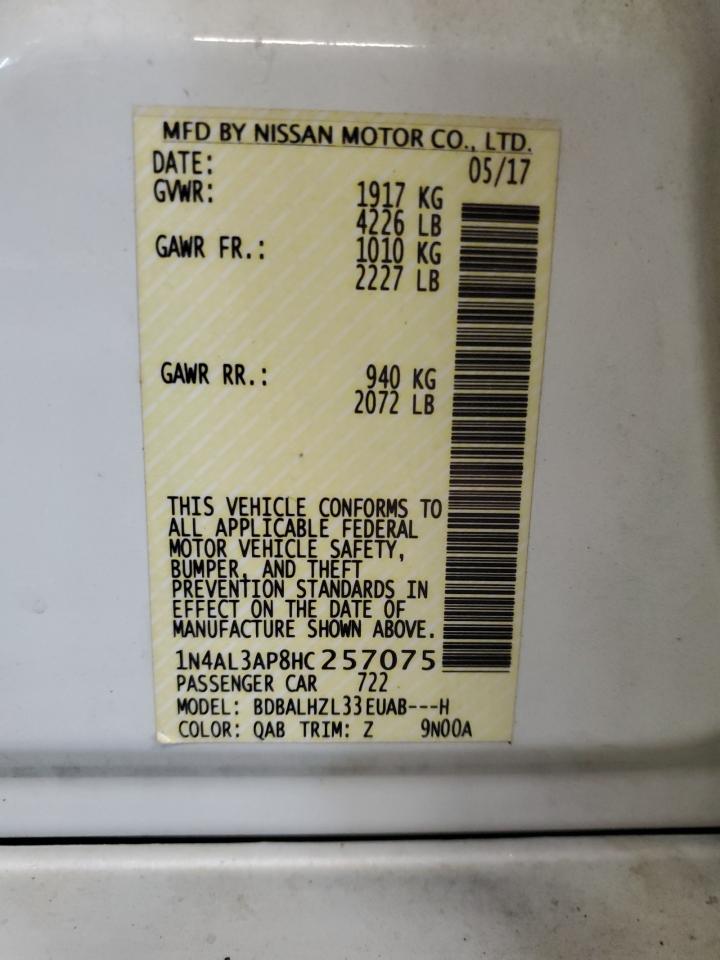 MFD BY NISSAN MOTOR CO., LTD.
DATE: 05/17
GVWR: 1917 KG
4226 LB
GAWR FR.: 1010 KG
2227 LB
GAWR RR.: 940 KG
2072 LB
THIS VEHICLE CONFORMS TO
ALL APPLICABLE FEDERAL
MOTOR VEHICLE SAFETY,
BUMPER, AND THEFT
PREVENTION STANDARDS IN
EFFECT ON THE DATE OF
MANUFACTURE SHOWN ABOVE.
1N4AL3AP8HC257075
PASSENGER CAR 722
MODEL: BDBALHZL33EUAB---H
COLOR: QAB TRIM: Z 9N00A